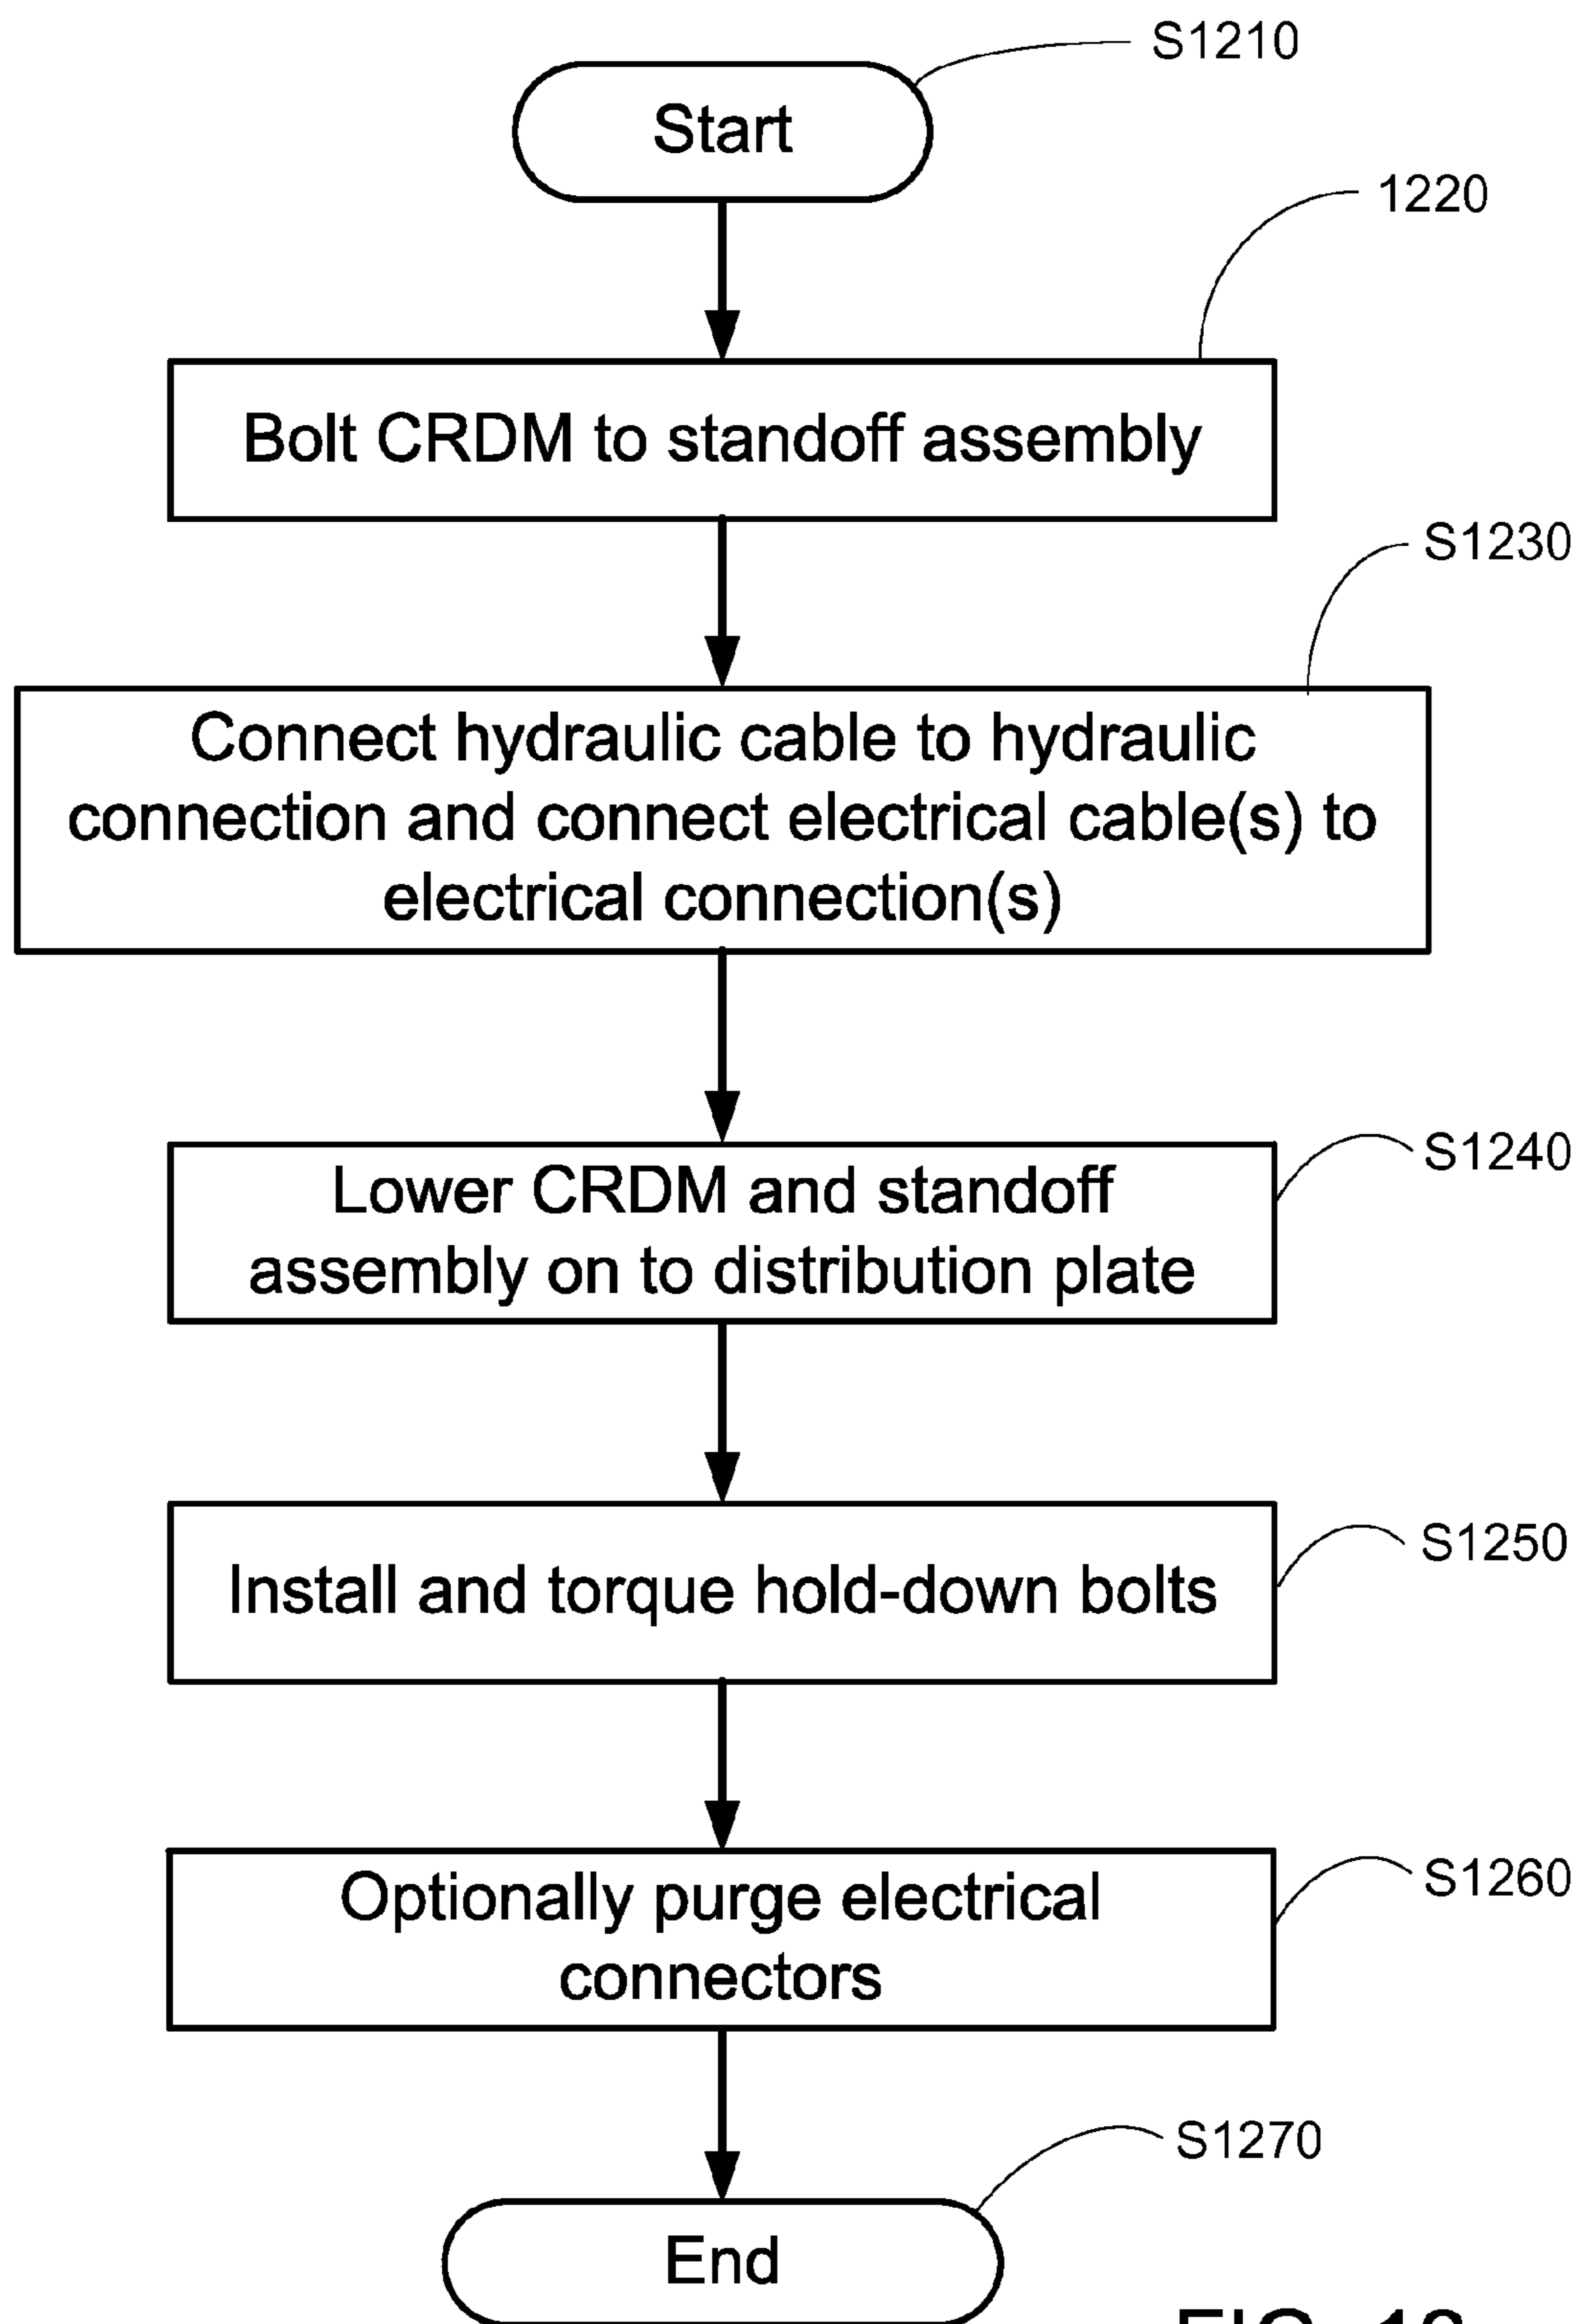 S1210
Start
1220
Bolt CRDM to standoff assembly
S1230
Connect hydraulic cable to hydraulic
connection and connect electrical cable(s) to
electrical connection(s)
S1240
Lower CRDM and standoff
assembly on to distribution plate
S1250
Install and torque hold-down bolts
S1260
Optionally purge electrical
connectors
S1270
End